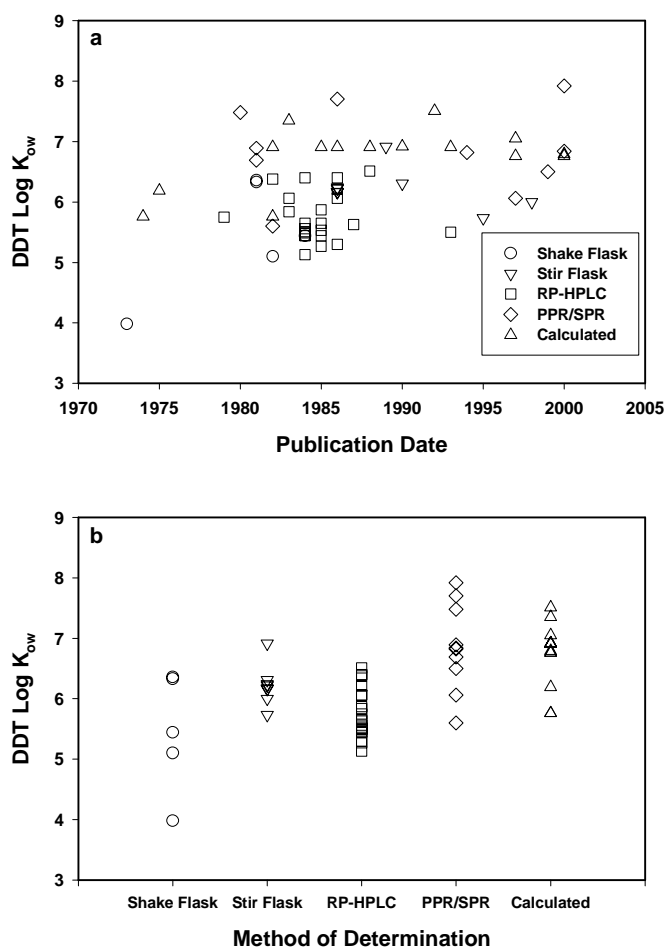 a
DDT Log Kow
9
8
7
6
5
4
3
Shake Flask
Stir Flask
RP-HPLC
PPR/SPR
Calculated
1970 1975 1980 1985 1990 1995 2000 2005
Publication Date
b
DDT Log Kow
9
8
7
6
5
4
3
Shake Flask Stir Flask RP-HPLC PPR/SPR Calculated
Method of Determination